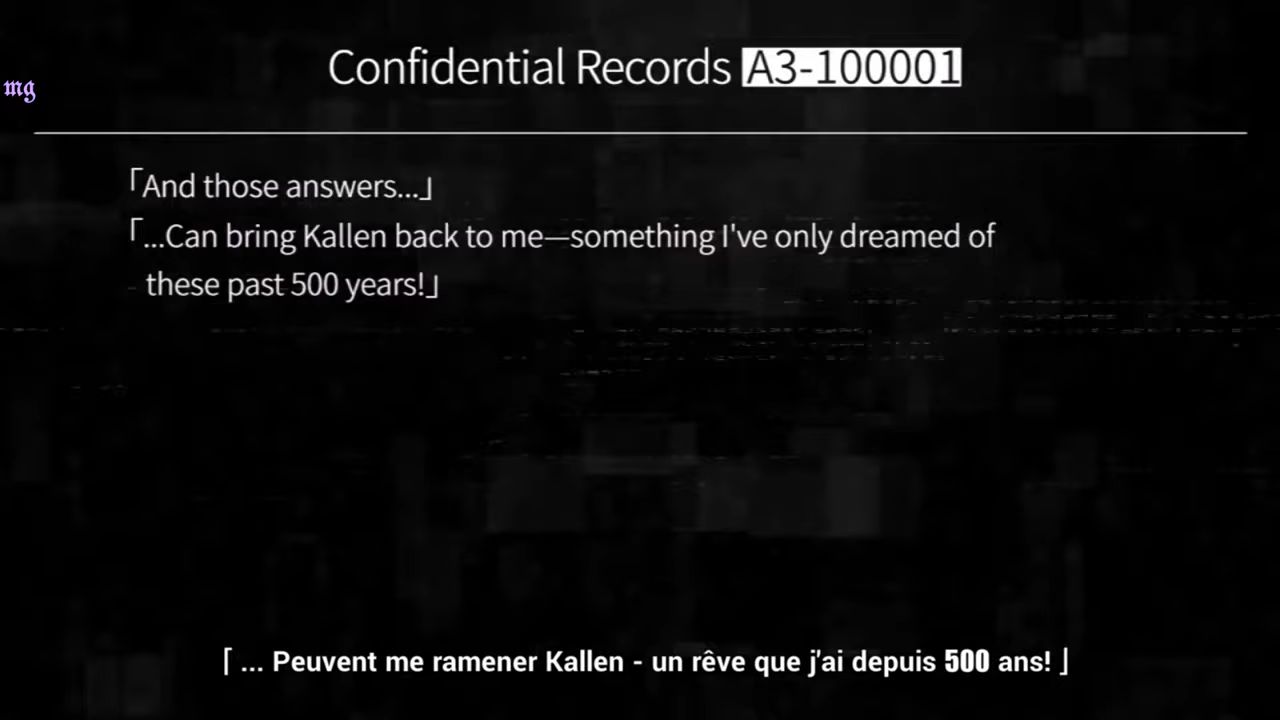 Confidential Records A3-100001
mg
「And those answers...」
「...Can bring Kallen back to me—something I've only dreamed of
these past 500 years!」
「 ... Peuvent me ramener Kallen - un rêve que j'ai depuis 500 ans! 」